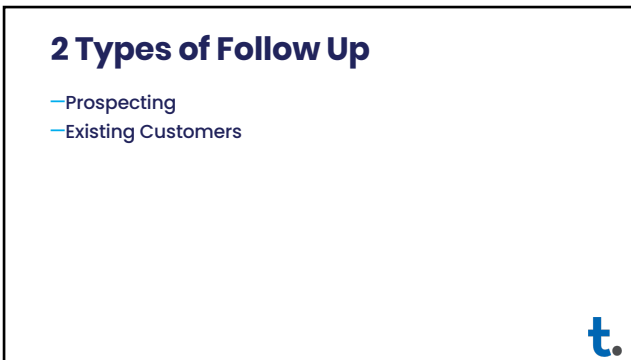 2 Types of Follow Up
—Prospecting
—Existing Customers
t.